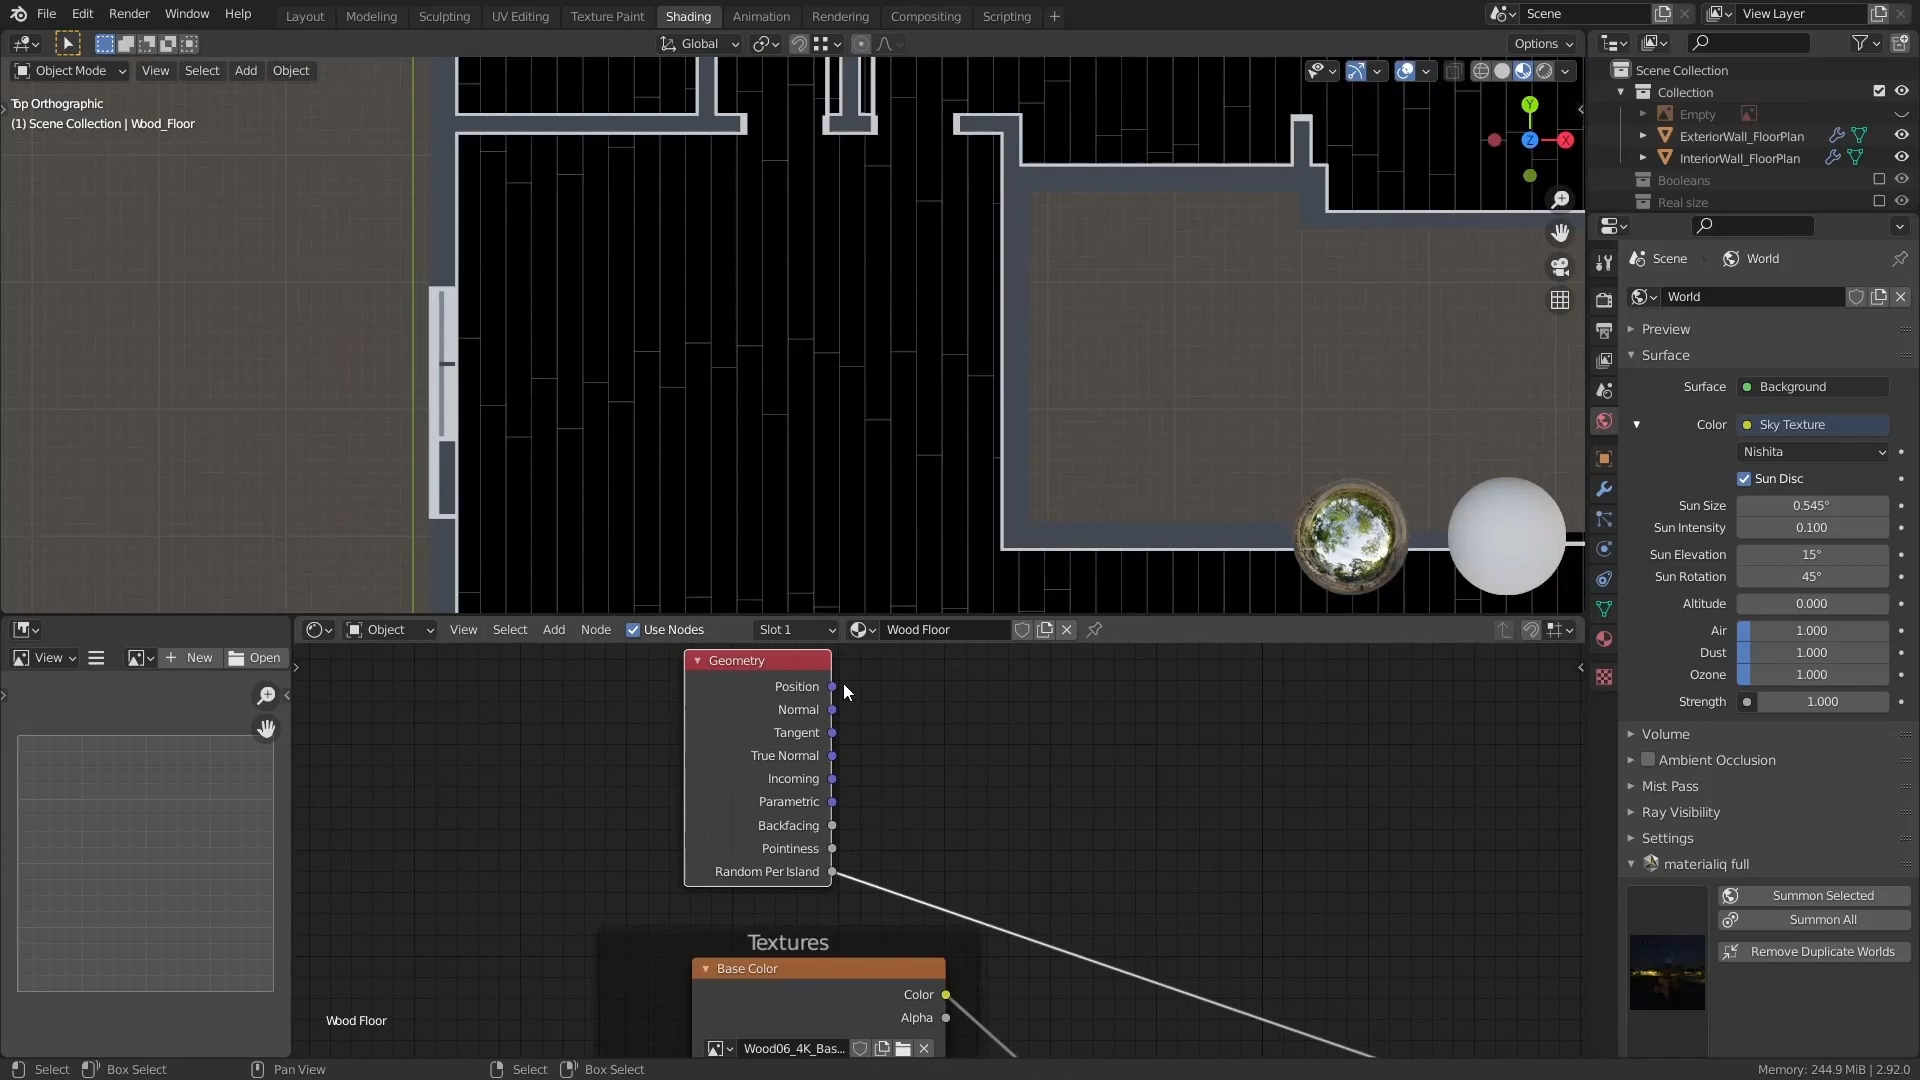 File Edit Render Window Help Layout Modeling Sculpting UV Editing Texture Paint Shading Animation Rendering Compositing Scripting + Scene View Layer
Global Options
Object Mode View Select Add Object
Top Orthographic
(1) Scene Collection | Wood_Floor
Y
Z
X
Scene Collection
Collection
Empty
ExteriorWall_FloorPlan
InteriorWall_FloorPlan
Booleans
Real size
Scene World
World
Preview
Surface
Surface Background
Color Sky Texture
Nishita
Sun Disc
Sun Size 0.545°
Sun Intensity 0.100
Sun Elevation 15°
Sun Rotation 45°
Altitude 0.000
Air 1.000
Dust 1.000
Ozone 1.000
Strength 1.000
Volume
Ambient Occlusion
Mist Pass
Ray Visibility
Settings
materialiq full
Summon Selected
Summon All
Remove Duplicate Worlds
View + New Open
Object View Select Add Node Use Nodes Slot 1 Wood Floor
Geometry
Position
Normal
Tangent
True Normal
Incoming
Parametric
Backfacing
Pointiness
Random Per Island
Textures
Base Color
Color
Alpha
Wood06_4K_Bas...
Wood Floor
Select Box Select Pan View Select Box Select Memory: 244.9 MiB | 2.92.0